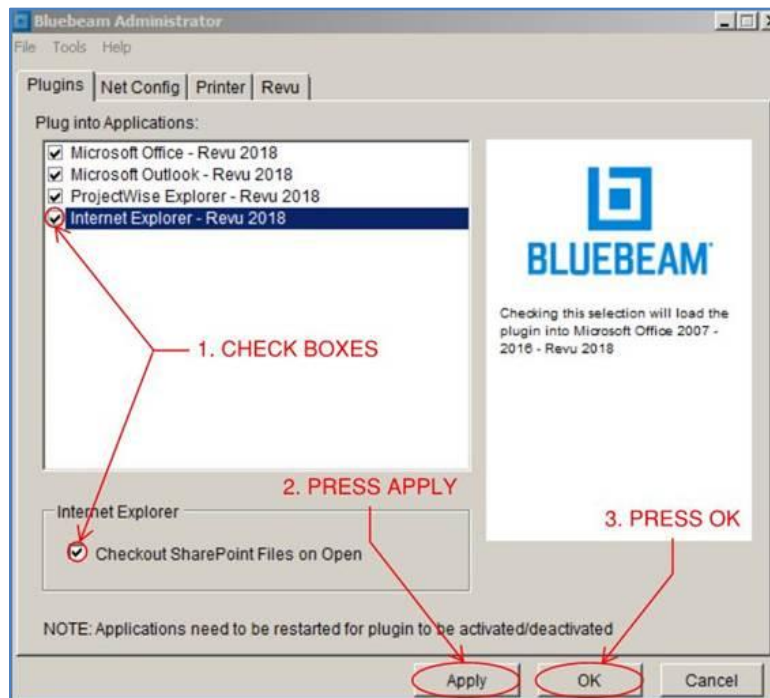 Bluebeam Administrator
File Tools Help
Plugins Net Config Printer Revu
Plug into Applications:
Microsoft Office - Revu 2018
Microsoft Outlook - Revu 2018
ProjectWise Explorer - Revu 2018
Internet Explorer - Revu 2018
BLUEBEAM
Checking this selection will load the
plugin into Microsoft Office 2007 -
2016 - Revu 2018
1. CHECK BOXES
2. PRESS APPLY
3. PRESS OK
Internet Explorer
Checkout SharePoint Files on Open
NOTE: Applications need to be restarted for plugin to be activated/deactivated
Apply OK Cancel